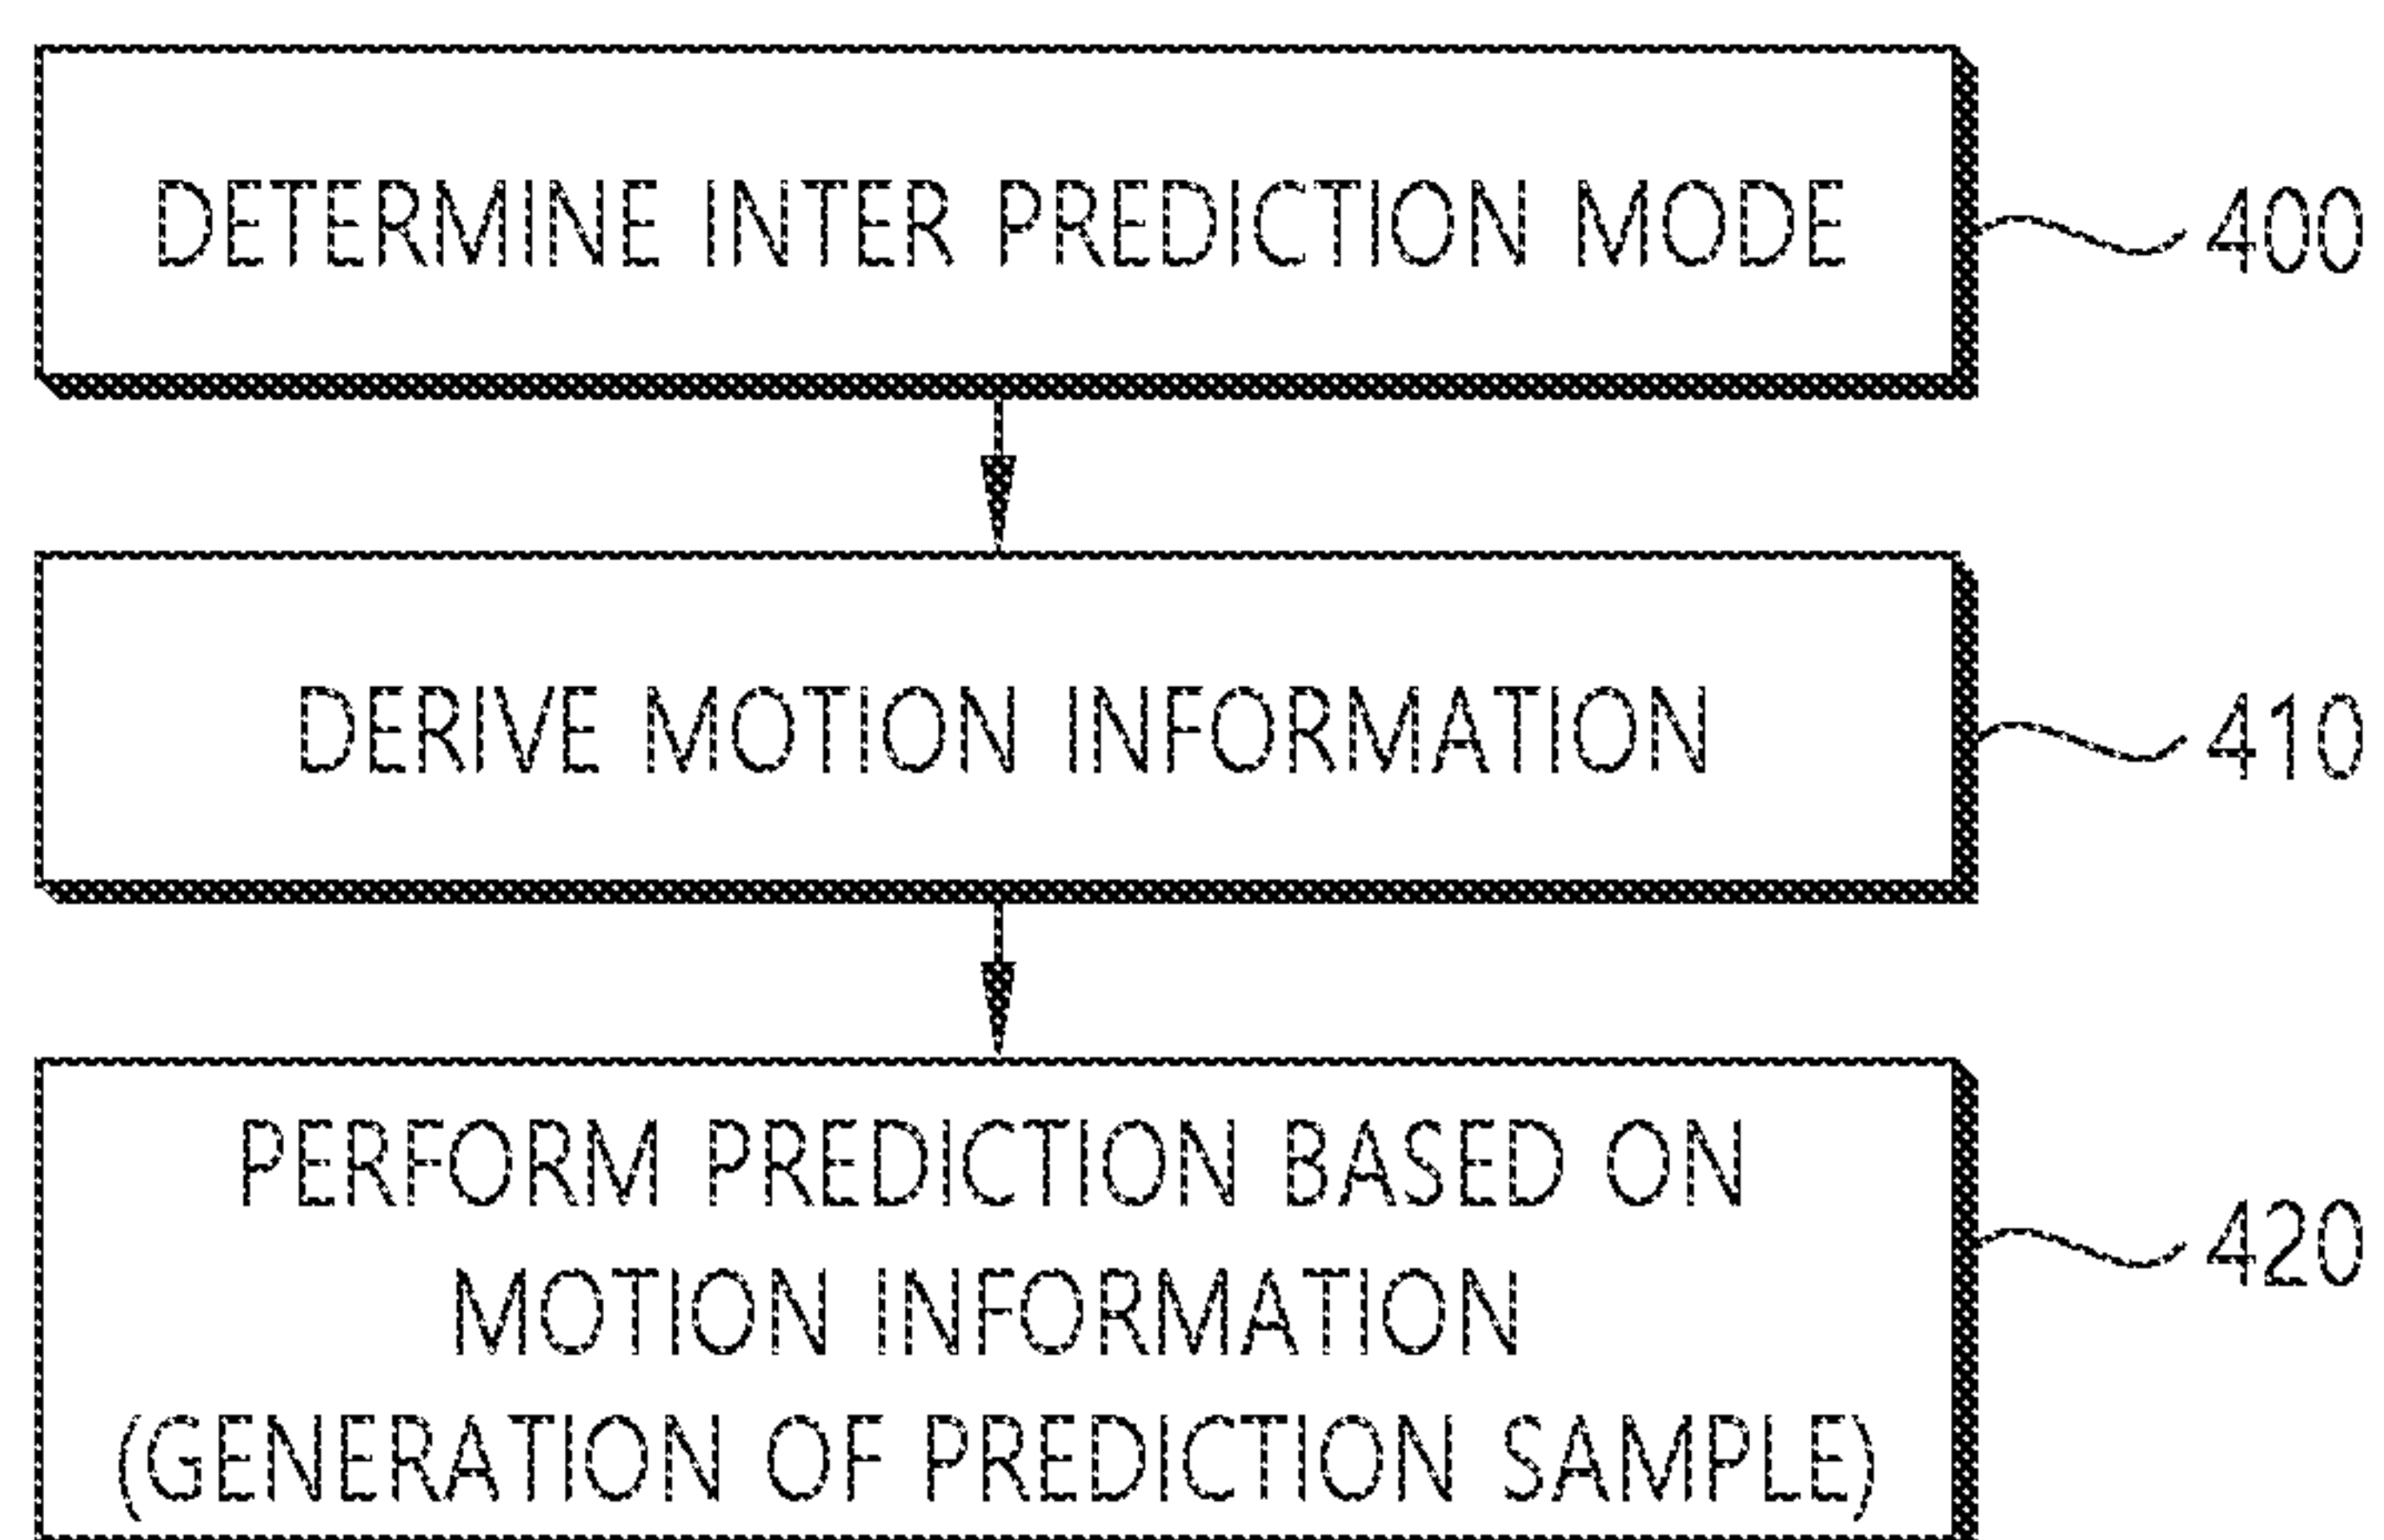 DETERMINE INTER PREDICTION MODE
400
DERIVE MOTION INFORMATION
410
PERFORM PREDICTION BASED ON
MOTION INFORMATION
(GENERATION OF PREDICTION SAMPLE)
420